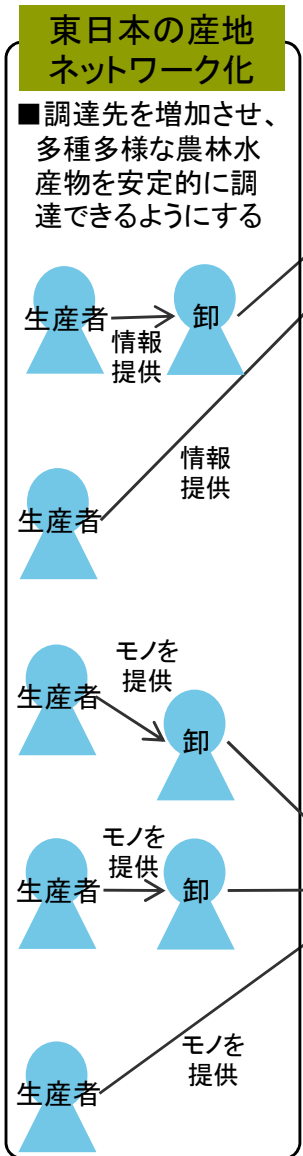 東日本の産地
ネットワーク化
■調達先を増加させ、
多種多様な農林水
産物を安定的に調
達できるようにする
生産者
卸
情報
提供
情報
提供
生産者
モノを
提供
生産者
卸
モノを
提供
生産者
卸
モノを
提供
生産者